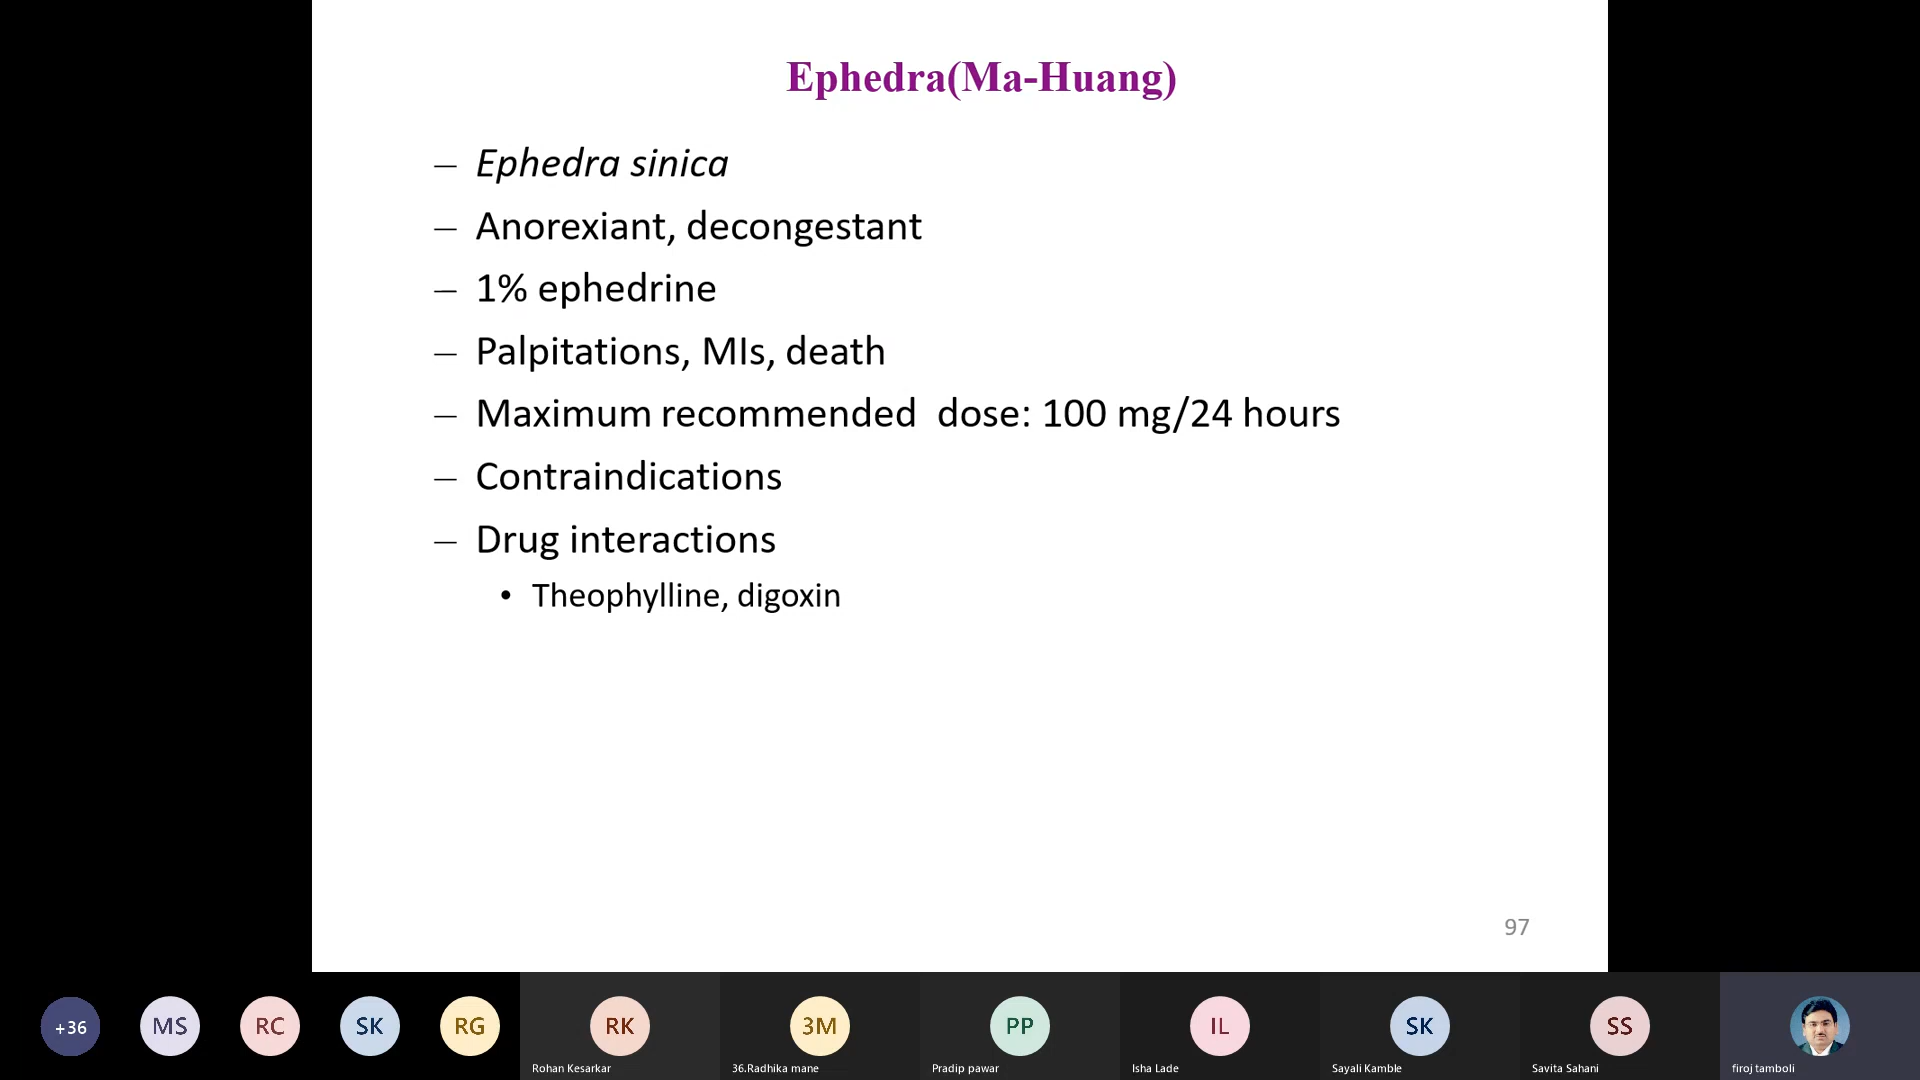 Ephedra(Ma-Huang)
– Ephedra sinica
– Anorexiant, decongestant
– 1% ephedrine
– Palpitations, MIs, death
– Maximum recommended  dose: 100 mg/24 hours
– Contraindications
– Drug interactions
• Theophylline, digoxin
97
+36
MS
RC
SK
RG
RK
3M
PP
IL
SK
SS
Rohan Kesarkar
36.Radhika mane
Pradip pawar
Isha Lade
Sayali Kamble
Savita Sahani
firoj tamboli